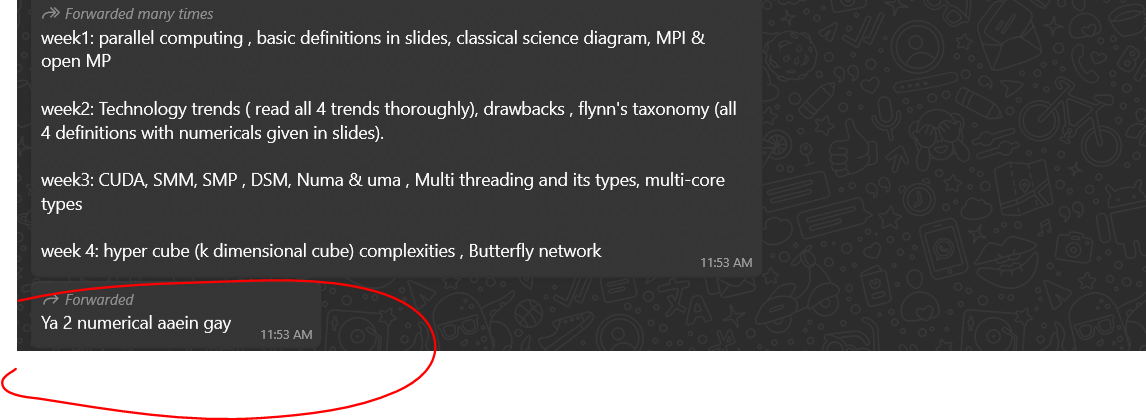 Forwarded many times
week1: parallel computing , basic definitions in slides, classical science diagram, MPI &
open MP
week2: Technology trends ( read all 4 trends thoroughly), drawbacks , flynn's taxonomy (all
4 definitions with numericals given in slides).
week3: CUDA, SMM, SMP , DSM, Numa & uma , Multi threading and its types, multi-core
types
week 4: hyper cube (k dimensional cube) complexities , Butterfly network
11:53 AM
Forwarded
Ya 2 numerical aaein gay
11:53 AM